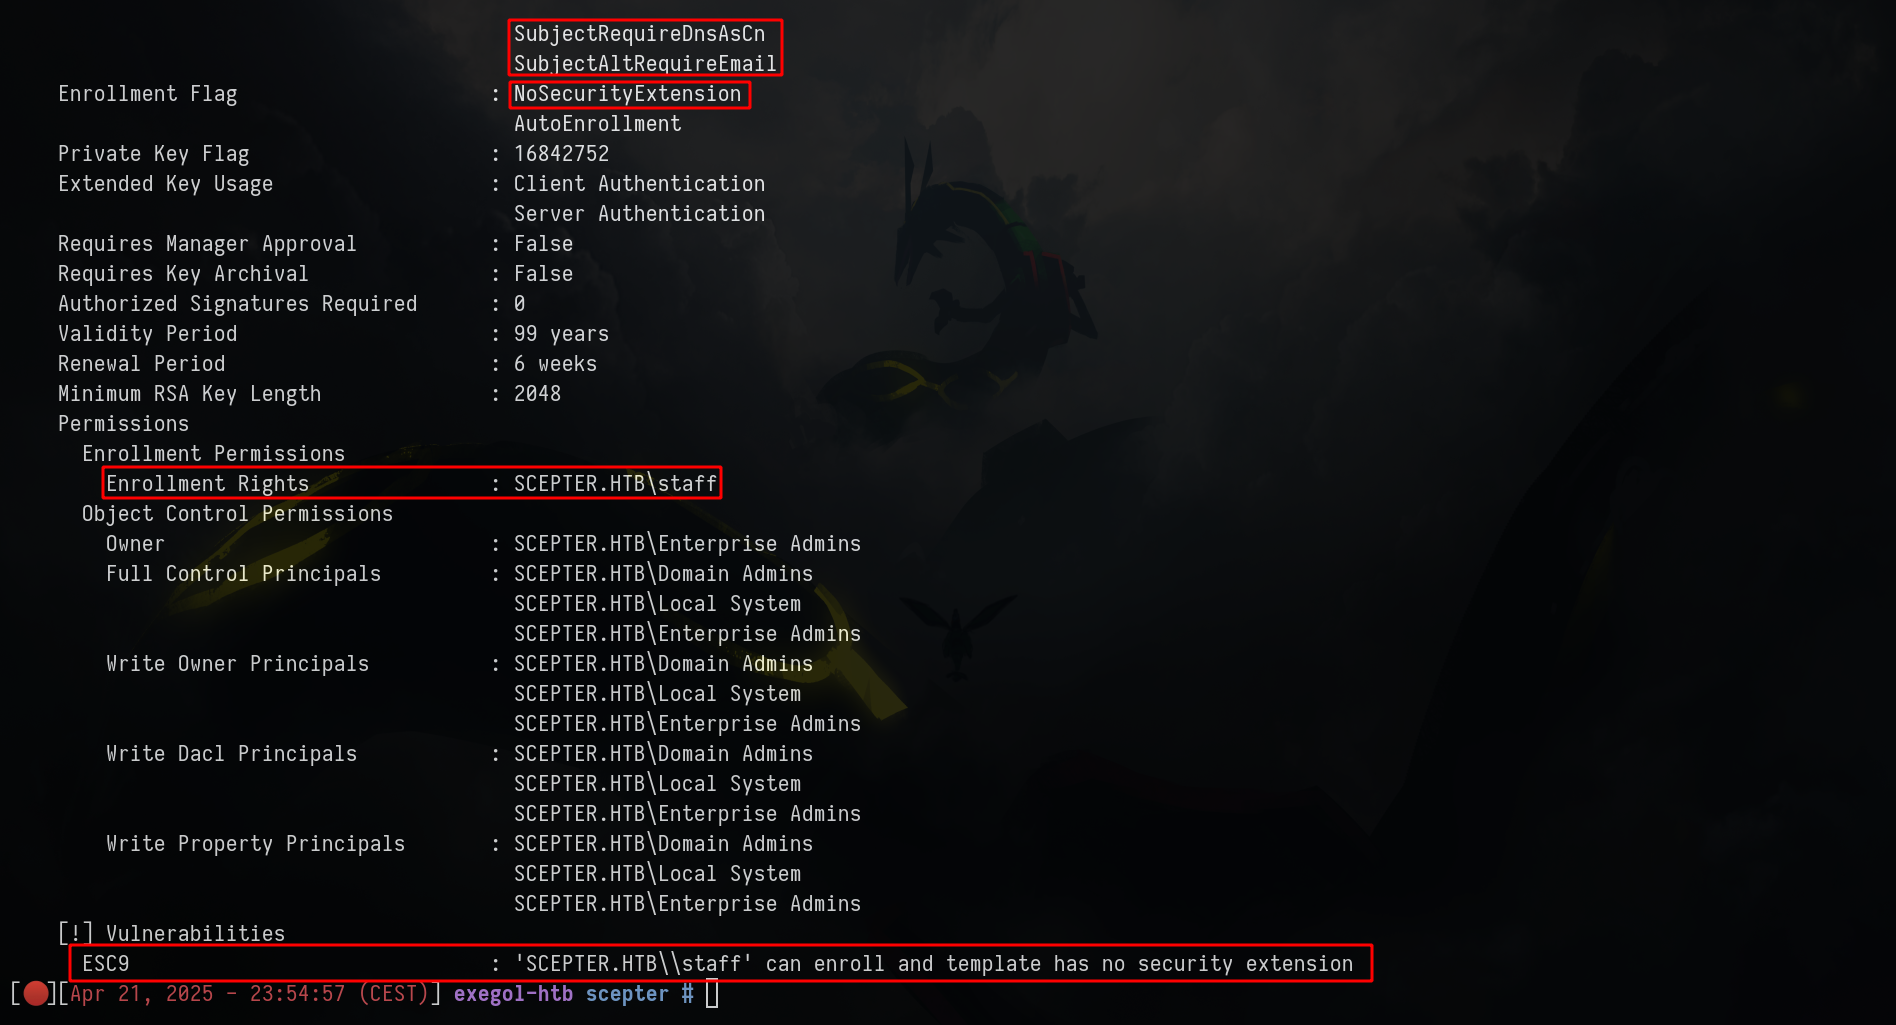 SubjectRequireDnsAsCn
SubjectAltRequireEmail
Enrollment Flag : NoSecurityExtension
AutoEnrollment
Private Key Flag : 16842752
Extended Key Usage : Client Authentication
Server Authentication
Requires Manager Approval : False
Requires Key Archival : False
Authorized Signatures Required : 0
Validity Period : 99 years
Renewal Period : 6 weeks
Minimum RSA Key Length : 2048
Permissions
Enrollment Permissions
Enrollment Rights : SCEPTER.HTB\staff
Object Control Permissions
Owner : SCEPTER.HTB\Enterprise Admins
Full Control Principals : SCEPTER.HTB\Domain Admins
SCEPTER.HTB\Local System
SCEPTER.HTB\Enterprise Admins
Write Owner Principals : SCEPTER.HTB\Domain Admins
SCEPTER.HTB\Local System
SCEPTER.HTB\Enterprise Admins
Write Dacl Principals : SCEPTER.HTB\Domain Admins
SCEPTER.HTB\Local System
SCEPTER.HTB\Enterprise Admins
Write Property Principals : SCEPTER.HTB\Domain Admins
SCEPTER.HTB\Local System
SCEPTER.HTB\Enterprise Admins
[!] Vulnerabilities
ESC9 : 'SCEPTER.HTB\\staff' can enroll and template has no security extension
[🔴][Apr 21, 2025 - 23:54:57 (CEST)] exegol-htb scepter #